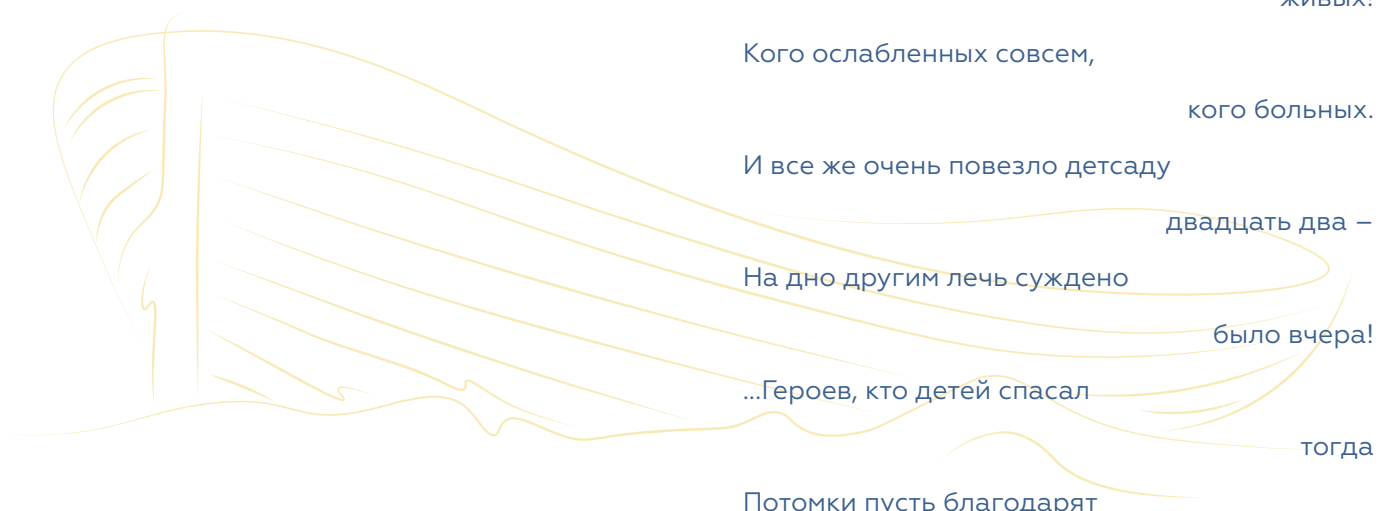 живых!
Кого ослабленных совсем,
кого больных.
И все же очень повезло детсаду
двадцать два –
На дно другим лечь суждено
было вчера!
...Героев, кто детей спасал
тогда
Потомки пусть благодарят